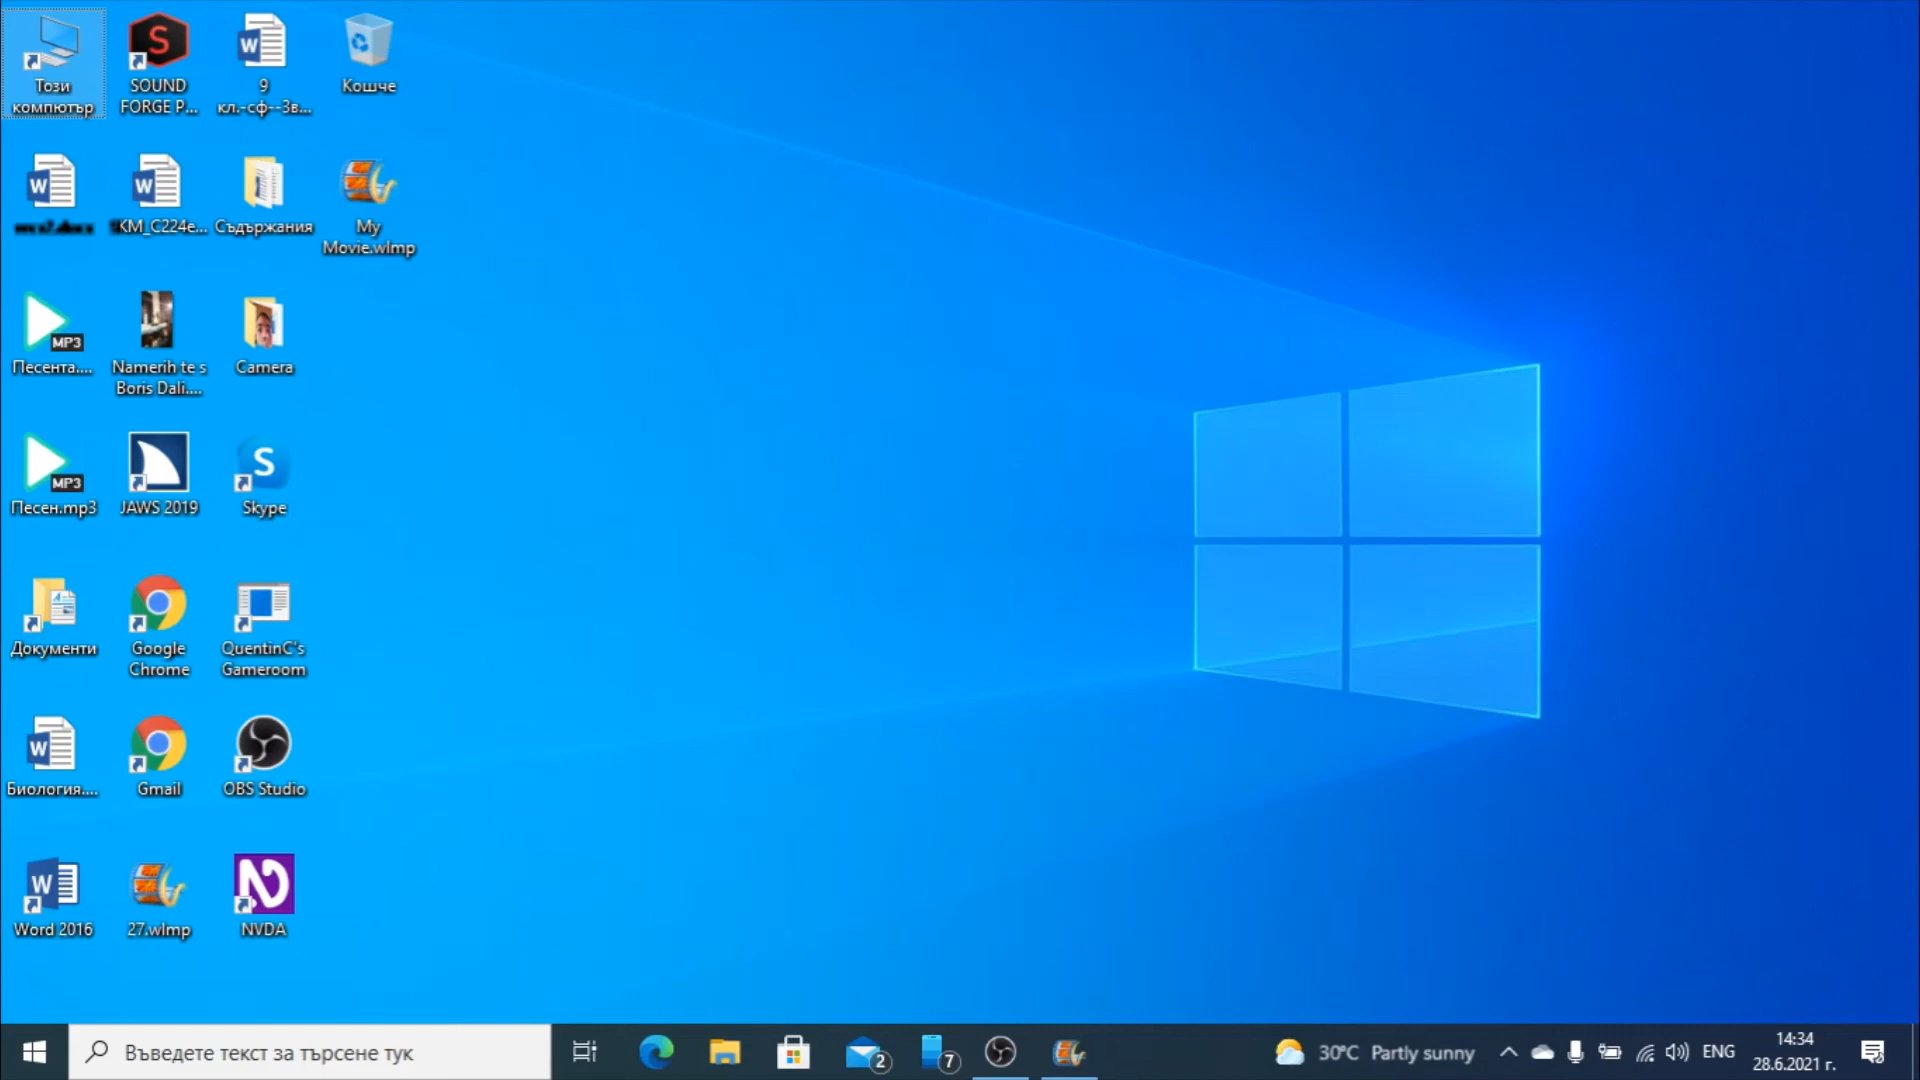 Този
компютър
SOUND
FORGE P...
9
кл.-сф--Зв...
Кошче
KM_C224e...
Съдържания
My
Movie.wlmp
MP3
Песента....
Namerih te s
Boris Dali....
Camera
MP3
Песен.mp3
JAWS 2019
S
Skype
Документи
Google
Chrome
QuentinC's
Gameroom
Биология....
Gmail
OBS Studio
Word 2016
27.wlmp
NVDA
Въведете текст за търсене тук
2
7
30°C Partly sunny
ENG
14:34
28.6.2021 г.